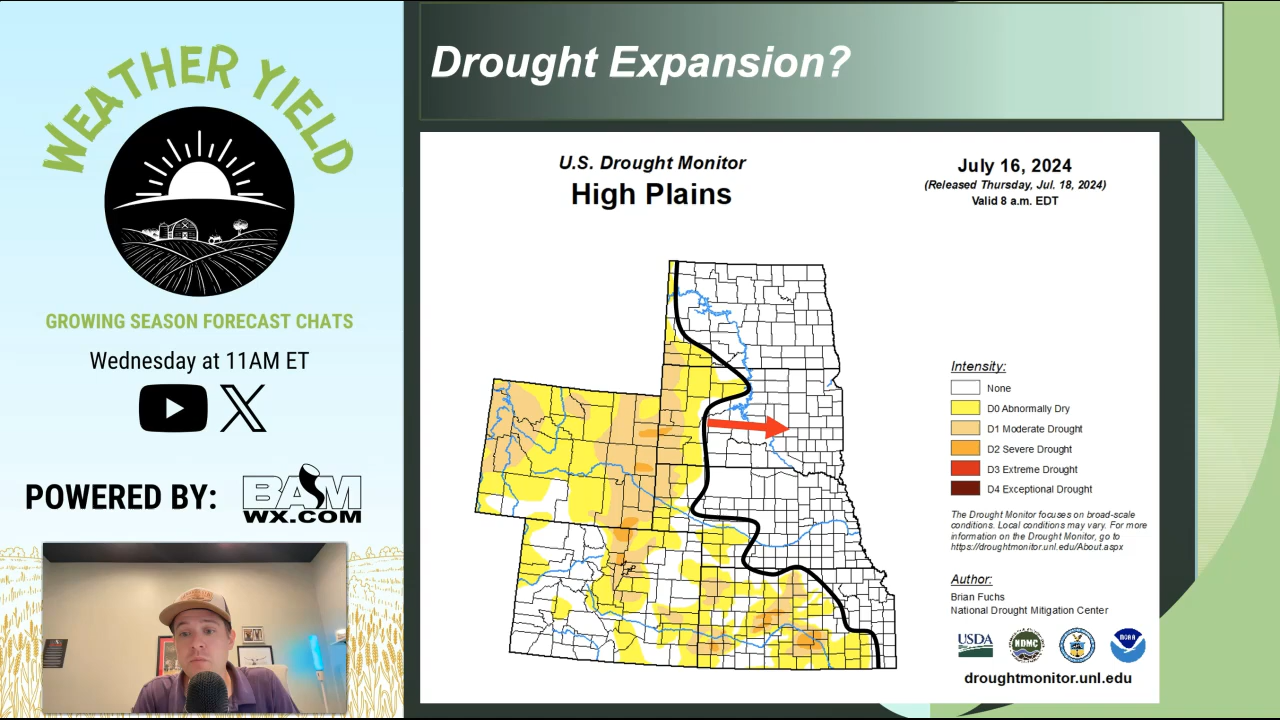 WEATHER YIELD
GROWING SEASON FORECAST CHATS
Wednesday at 11AM ET
POWERED BY:
BAM
WX.COM
Drought Expansion?
U.S. Drought Monitor
High Plains
July 16, 2024
(Released Thursday, Jul. 18, 2024)
Valid 8 a.m. EDT
Intensity:
None
D0 Abnormally Dry
D1 Moderate Drought
D2 Severe Drought
D3 Extreme Drought
D4 Exceptional Drought
The Drought Monitor focuses on broad-scale
conditions. Local conditions may vary. For more
information on the Drought Monitor, go to
https://droughtmonitor.unl.edu/About.aspx
Author:
Brian Fuchs
National Drought Mitigation Center
USDA
NDMC
NOAA
droughtmonitor.unl.edu